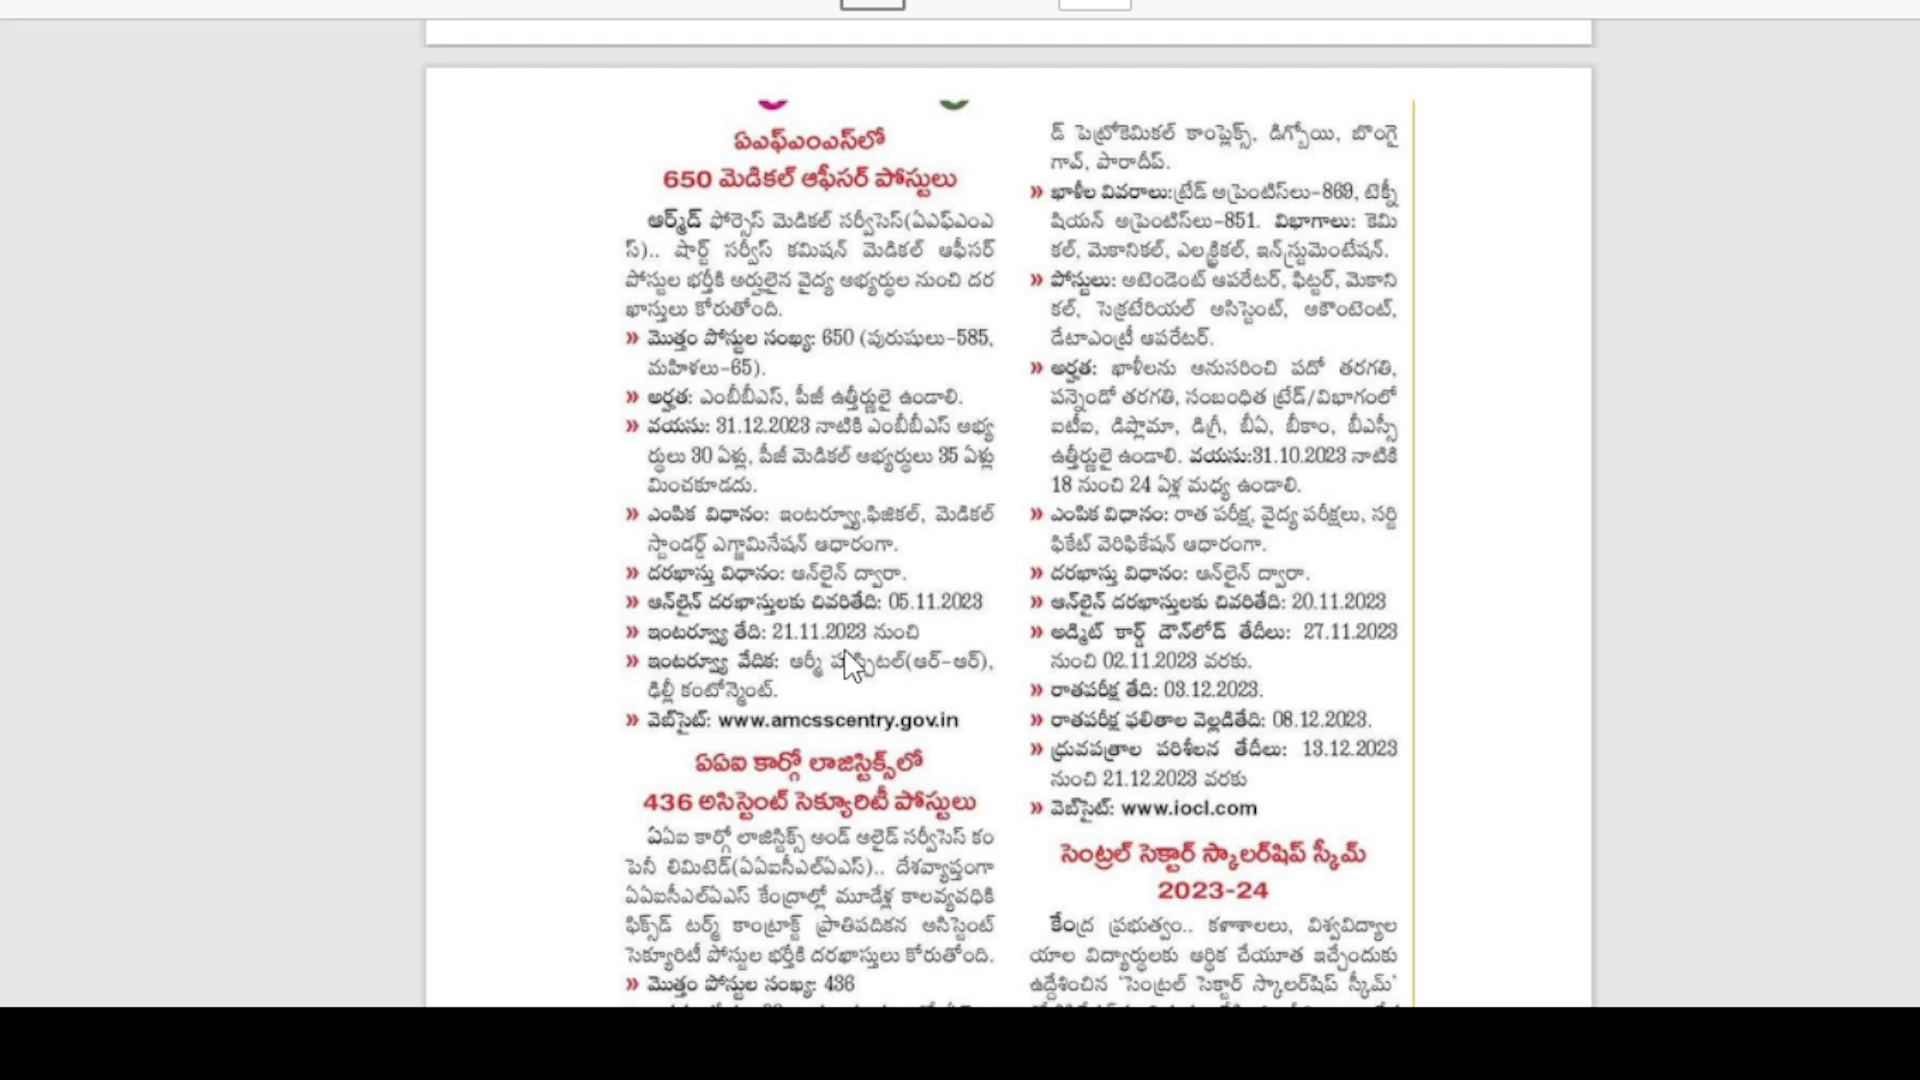 ఏఎఫ్ఎంఎస్‌లో
650 మెడికల్ ఆఫీసర్ పోస్టులు
ఆర్మ్‌డ్ ఫోర్సెస్ మెడికల్ సర్వీసెస్(ఏఎఫ్ఎంఎ
స్).. షార్ట్ సర్వీస్ కమిషన్ మెడికల్ ఆఫీసర్
పోస్టుల భర్తీకి అర్హులైన వైద్య అభ్యర్థుల నుంచి దర
ఖాస్తులు కోరుతోంది.
» మొత్తం పోస్టుల సంఖ్య: 650 (పురుషులు-585,
మహిళలు-65).
» అర్హత: ఎంబీబీఎస్, పీజీ ఉత్తీర్ణులై ఉండాలి.
» వయసు: 31.12.2023 నాటికి ఎంబీబీఎస్ అభ్య
ర్థులు 30 ఏళ్లు, పీజీ మెడికల్ అభ్యర్థులు 35 ఏళ్లు
మించకూడదు.
» ఎంపిక విధానం: ఇంటర్వ్యూ,ఫిజికల్, మెడికల్
స్టాండర్డ్ ఎగ్జామినేషన్ ఆధారంగా.
» దరఖాస్తు విధానం: ఆన్‌లైన్ ద్వారా.
» ఆన్‌లైన్ దరఖాస్తులకు చివరితేది: 05.11.2023
» ఇంటర్వ్యూ తేది: 21.11.2023 నుంచి
» ఇంటర్వ్యూ వేదిక: ఆర్మీ హాస్పిటల్(ఆర్-ఆర్),
ఢిల్లీ కంటోన్మెంట్.
» వెబ్‌సైట్: www.amcsscentry.gov.in
ఏఏఐ కార్గో లాజిస్టిక్స్‌లో
436 అసిస్టెంట్ సెక్యూరిటీ పోస్టులు
ఏఏఐ కార్గో లాజిస్టిక్స్ అండ్ అలైడ్ సర్వీసెస్ కం
పెనీ లిమిటెడ్(ఏఏఐసీఎల్ఏఎస్).. దేశవ్యాప్తంగా
ఏఏఐసీఎల్ఏఎస్ కేంద్రాల్లో మూడేళ్ల కాలవ్యవధికి
ఫిక్స్‌డ్ టర్మ్ కాంట్రాక్ట్ ప్రాతిపదికన అసిస్టెంట్
సెక్యూరిటీ పోస్టుల భర్తీకి దరఖాస్తులు కోరుతోంది.
» మొత్తం పోస్టుల సంఖ్య: 436
డ్ పెట్రోకెమికల్ కాంప్లెక్స్, డిగ్బోయి, బొంగై
గావ్, పారాదీప్.
» ఖాళీల వివరాలు:ట్రేడ్ అప్రెంటిస్‌లు-869, టెక్నీ
షియన్ అప్రెంటిస్‌లు-851. విభాగాలు: కెమి
కల్, మెకానికల్, ఎలక్ట్రికల్, ఇన్‌స్ట్రుమెంటేషన్.
» పోస్టులు: అటెండెంట్ ఆపరేటర్, ఫిట్టర్, మెకాని
కల్, సెక్రటేరియల్ అసిస్టెంట్, అకౌంటెంట్,
డేటాఎంట్రీ ఆపరేటర్.
» అర్హత: ఖాళీలను అనుసరించి పదో తరగతి,
పన్నెండో తరగతి, సంబంధిత ట్రేడ్/విభాగంలో
ఐటీఐ, డిప్లొమా, డిగ్రీ, బీఏ, బీకాం, బీఎస్సీ
ఉత్తీర్ణులై ఉండాలి. వయసు:31.10.2023 నాటికి
18 నుంచి 24 ఏళ్ల మధ్య ఉండాలి.
» ఎంపిక విధానం: రాత పరీక్ష, వైద్య పరీక్షలు, సర్టి
ఫికేట్ వెరిఫికేషన్ ఆధారంగా.
» దరఖాస్తు విధానం: ఆన్‌లైన్ ద్వారా.
» ఆన్‌లైన్ దరఖాస్తులకు చివరితేది: 20.11.2023
» అడ్మిట్ కార్డ్ డౌన్‌లోడ్ తేదీలు: 27.11.2023
నుంచి 02.11.2023 వరకు.
» రాతపరీక్ష తేది: 03.12.2023.
» రాతపరీక్ష ఫలితాల వెల్లడితేది: 08.12.2023.
» ధ్రువపత్రాల పరిశీలన తేదీలు: 13.12.2023
నుంచి 21.12.2023 వరకు
» వెబ్‌సైట్: www.iocl.com
సెంట్రల్ సెక్టార్ స్కాలర్‌షిప్ స్కీమ్
2023-24
కేంద్ర ప్రభుత్వం.. కళాశాలలు, విశ్వవిద్యాల
యాల విద్యార్థులకు ఆర్థిక చేయూత ఇచ్చేందుకు
ఉద్దేశించిన 'సెంట్రల్ సెక్టార్ స్కాలర్‌షిప్ స్కీమ్'